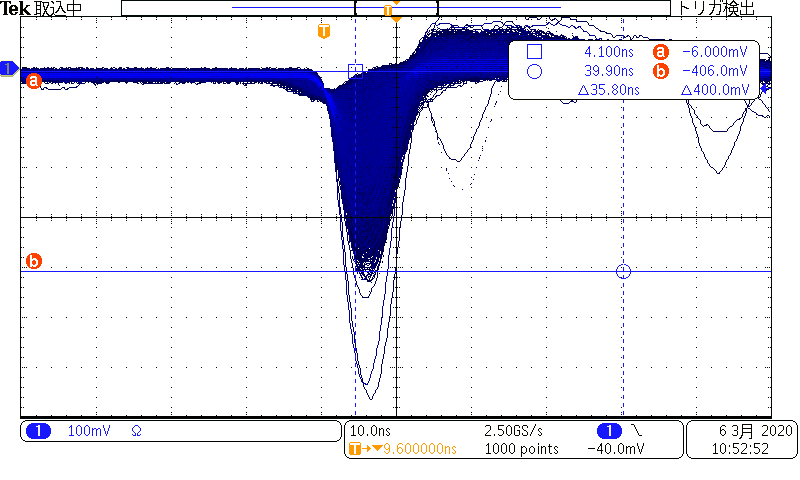 Tek 取込中 トリガ検出
T
T
1
a
4.100ns a -6.000mV
39.90ns b -406.0mV
△35.80ns △400.0mV
b
1 100mV Ω
10.0ns 2.50GS/s 1
T→▼9.600000ns 1000 points -40.0mV
6 3月 2020
10:52:52